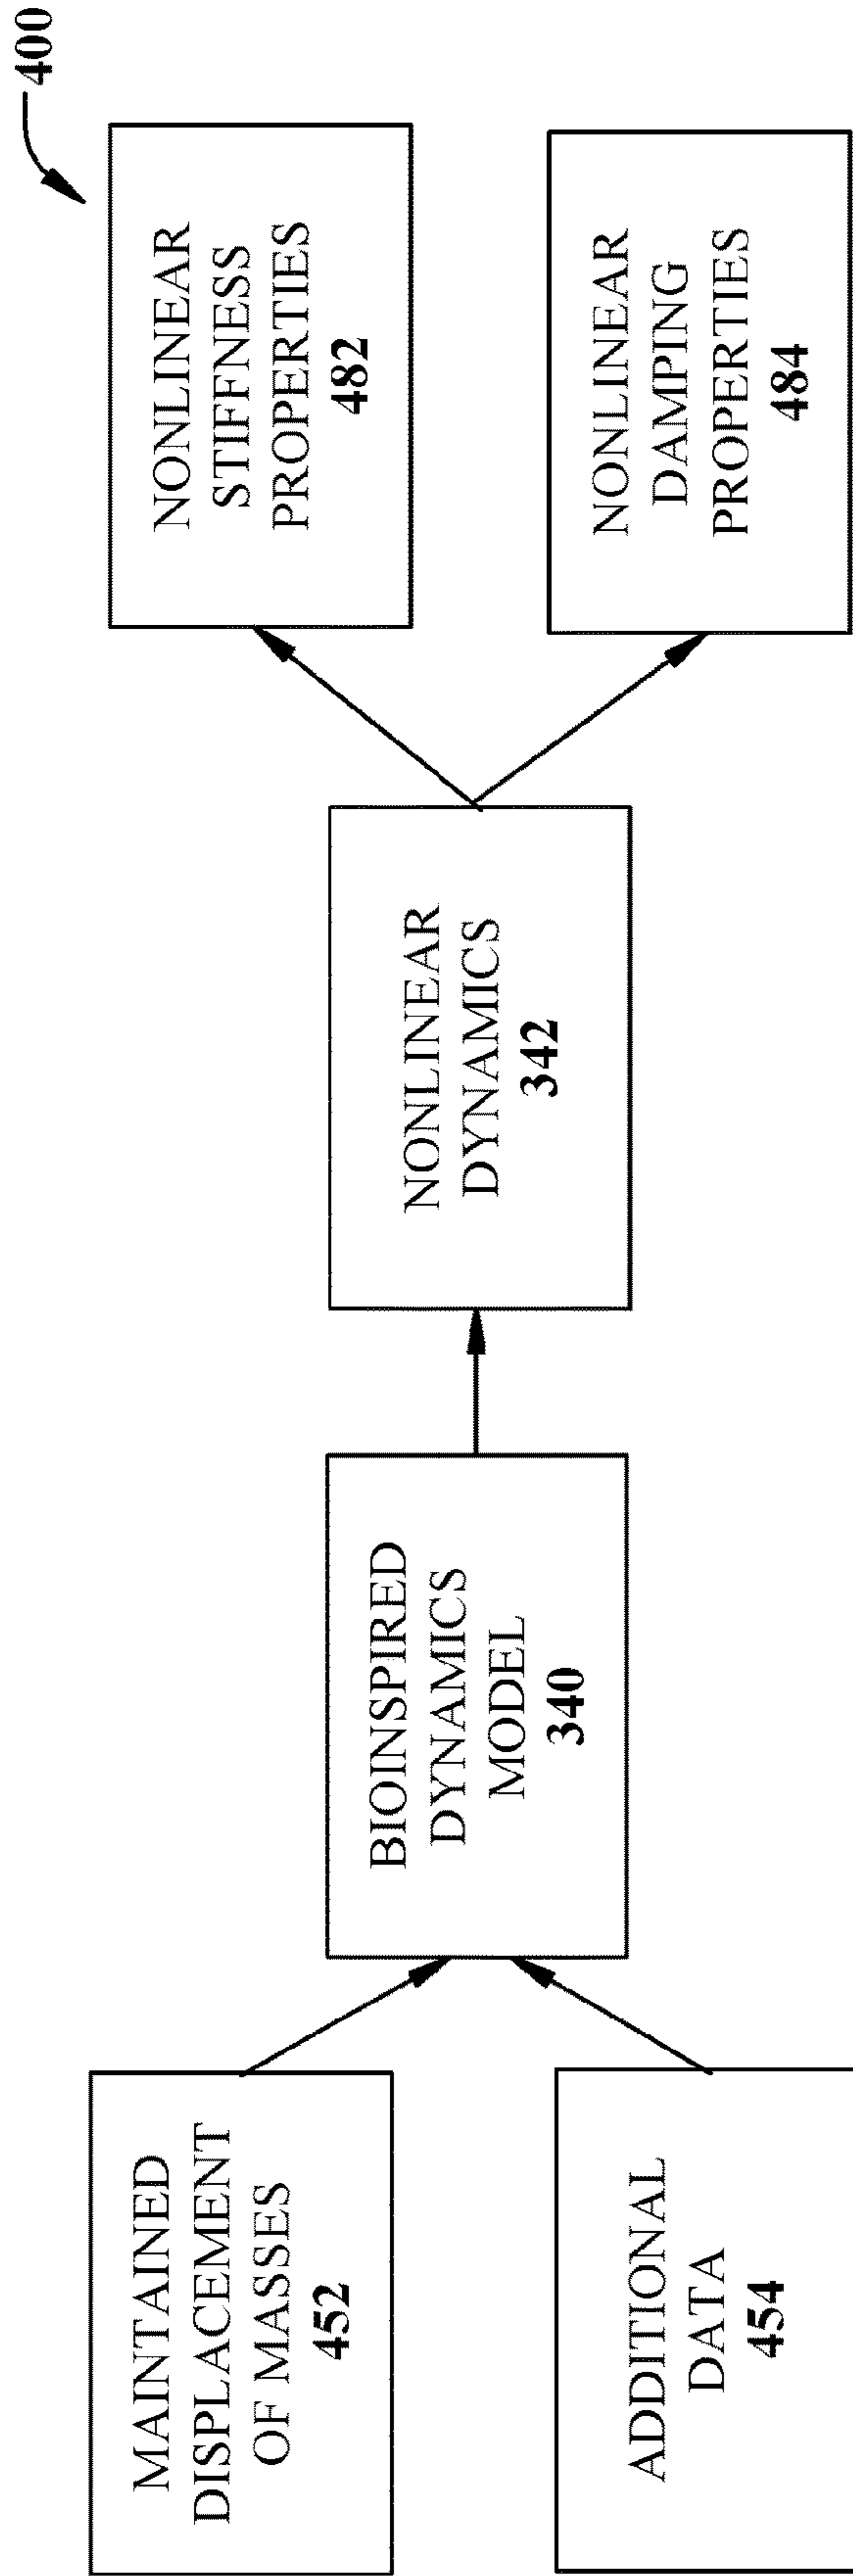 400
MAINTAINED
DISPLACEMENT
OF MASSES
452
ADDITIONAL
DATA
454
BIOINSPIRED
DYNAMICS
MODEL
340
NONLINEAR
DYNAMICS
342
NONLINEAR
STIFFNESS
PROPERTIES
482
NONLINEAR
DAMPING
PROPERTIES
484